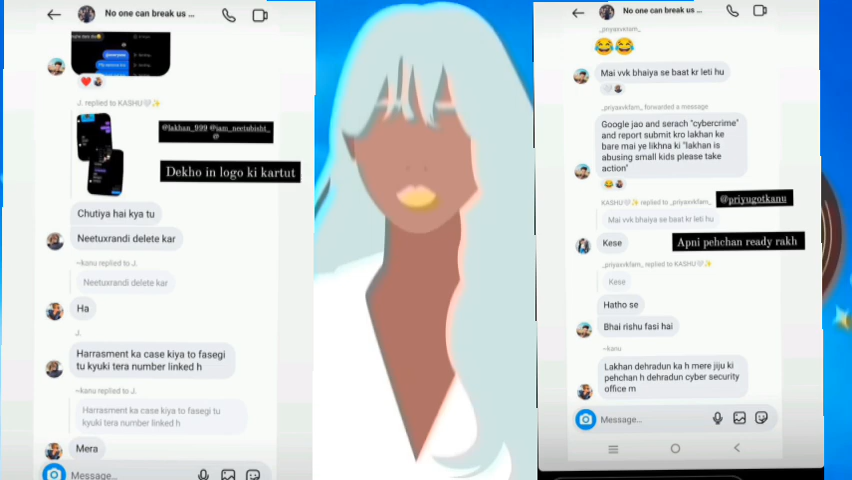 No one can break us ...
J. replied to KASHU🤍✨
@lakhan_999 @iam_neetubisht_
@
Dekho in logo ki kartut
Chutiya hai kya tu
Neetuxrandi delete kar
~kanu replied to J.
Neetuxrandi delete kar
Ha
J.
Harrasment ka case kiya to fasegi
tu kyuki tera number linked h
~kanu replied to J.
Harrasment ka case kiya to fasegi
tu kyuki tera number linked h
Mera
Message...
No one can break us ...
_priyaxvkfam_
😂😂
Mai vvk bhaiya se baat kr leti hu
_priyaxvkfam_ forwarded a message
Google jao and serach "cybercrime"
and report submit kro lakhan ke
bare mai ye likhna ki "lakhan is
abusing small kids please take
action"
KASHU🤍✨ replied to _priyaxvkfam_
@priyugotkanu
Mai vvk bhaiya se baat kr leti hu
Kese
Apni pehchan ready rakh
_priyaxvkfam_ replied to KASHU🤍✨
Kese
Hatho se
Bhai rishu fasi hai
~kanu
Lakhan dehradun ka h mere jiju ki
pehchan h dehradun cyber security
office m
Message...